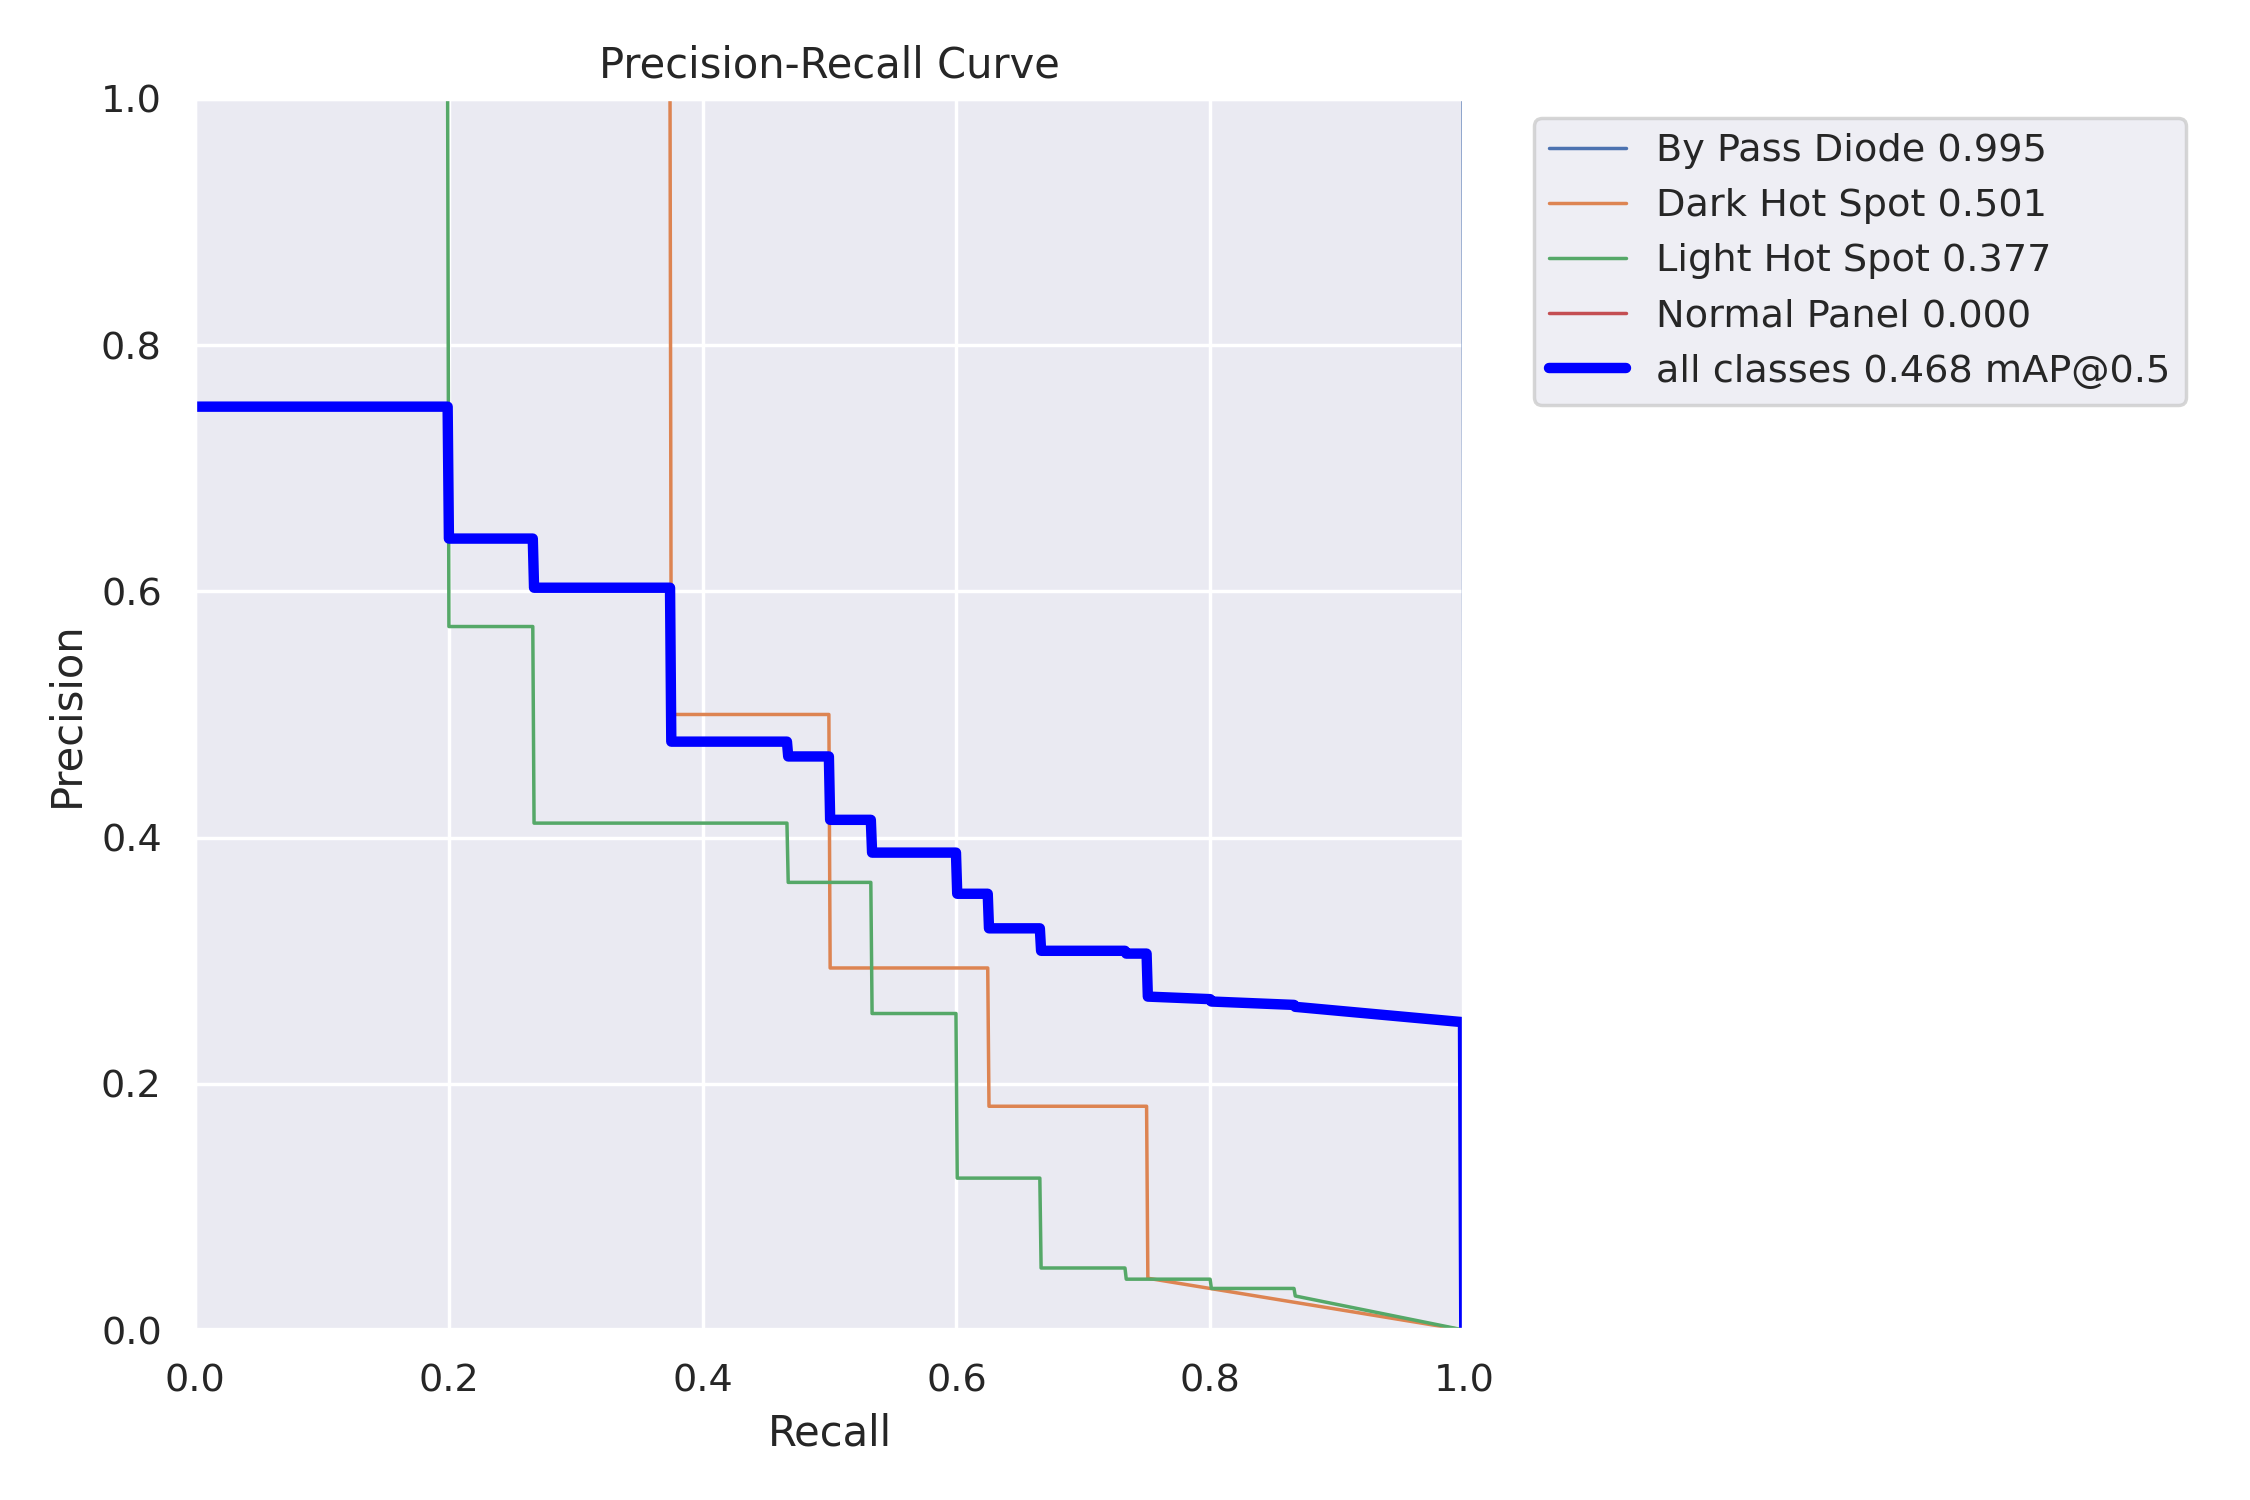 Precision-Recall Curve
1.0
0.8
0.6
0.4
0.2
0.0
Precision
0.0 0.2 0.4 0.6 0.8 1.0
Recall
By Pass Diode 0.995
Dark Hot Spot 0.501
Light Hot Spot 0.377
Normal Panel 0.000
all classes 0.468 mAP@0.5